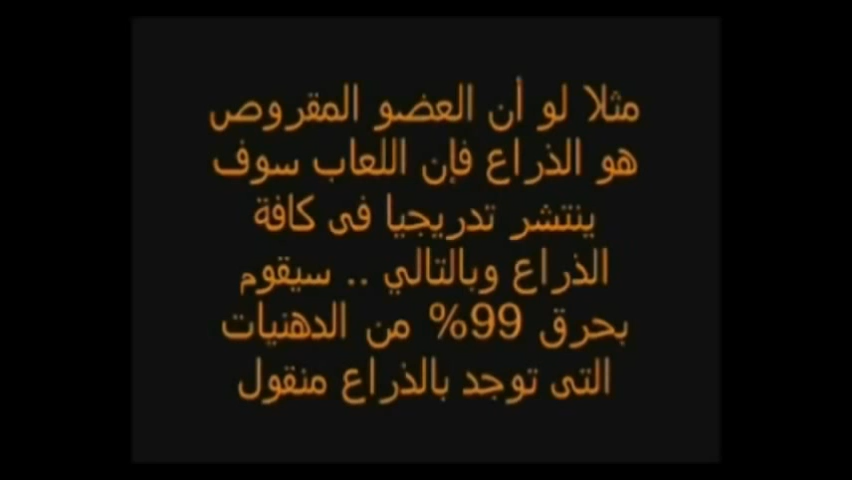 مثلا لو أن العضو المقروص
هو الذراع فإن اللعاب سوف
ينتشر تدريجيا فى كافة
الذراع وبالتالي .. سيقوم
بحرق 99% من الدهنيات
التى توجد بالذراع منقول